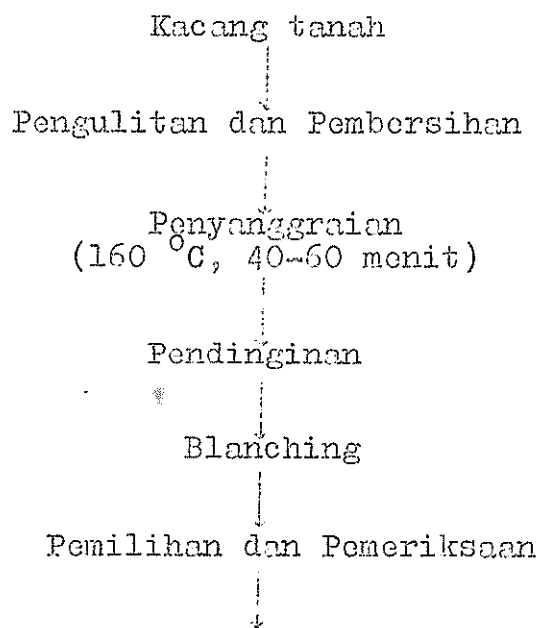 Kacang tanah
Pengulitan dan Pembersihan
Penyanggraian
(160 °C, 40-60 menit)
Pendinginan
Blanching
Pemilihan dan Pemeriksaan